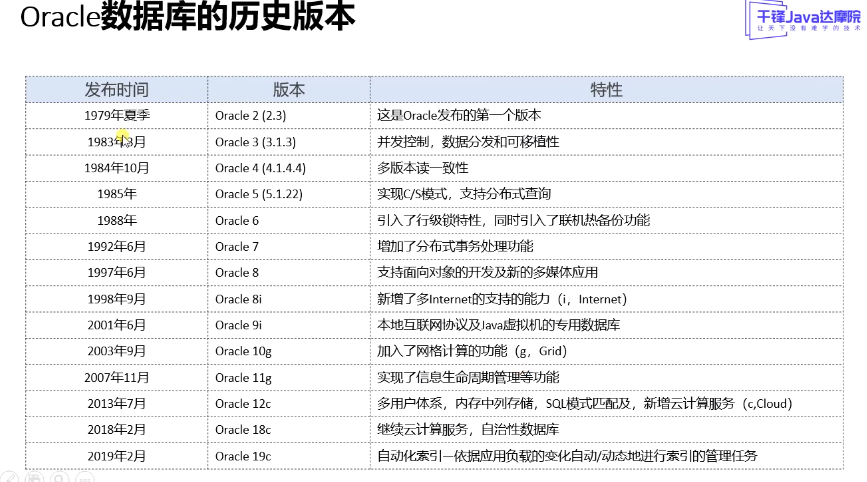 Oracle数据库的历史版本
千锋Java达摩院
让天下没有难学的技术
发布时间 版本 特性
1979年夏季 Oracle 2 (2.3) 这是Oracle发布的第一个版本
1983年3月 Oracle 3 (3.1.3) 并发控制，数据分发和可移植性
1984年10月 Oracle 4 (4.1.4.4) 多版本读一致性
1985年 Oracle 5 (5.1.22) 实现C/S模式，支持分布式查询
1988年 Oracle 6 引入了行级锁特性，同时引入了联机热备份功能
1992年6月 Oracle 7 增加了分布式事务处理功能
1997年6月 Oracle 8 支持面向对象的开发及新的多媒体应用
1998年9月 Oracle 8i 新增了多Internet的支持的能力（i，Internet）
2001年6月 Oracle 9i 本地互联网协议及Java虚拟机的专用数据库
2003年9月 Oracle 10g 加入了网格计算的功能（g，Grid）
2007年11月 Oracle 11g 实现了信息生命周期管理等功能
2013年7月 Oracle 12c 多用户体系，内存中列存储，SQL模式匹配及，新增云计算服务（c,Cloud）
2018年2月 Oracle 18c 继续云计算服务，自治性数据库
2019年2月 Oracle 19c 自动化索引—依据应用负载的变化自动/动态地进行索引的管理任务